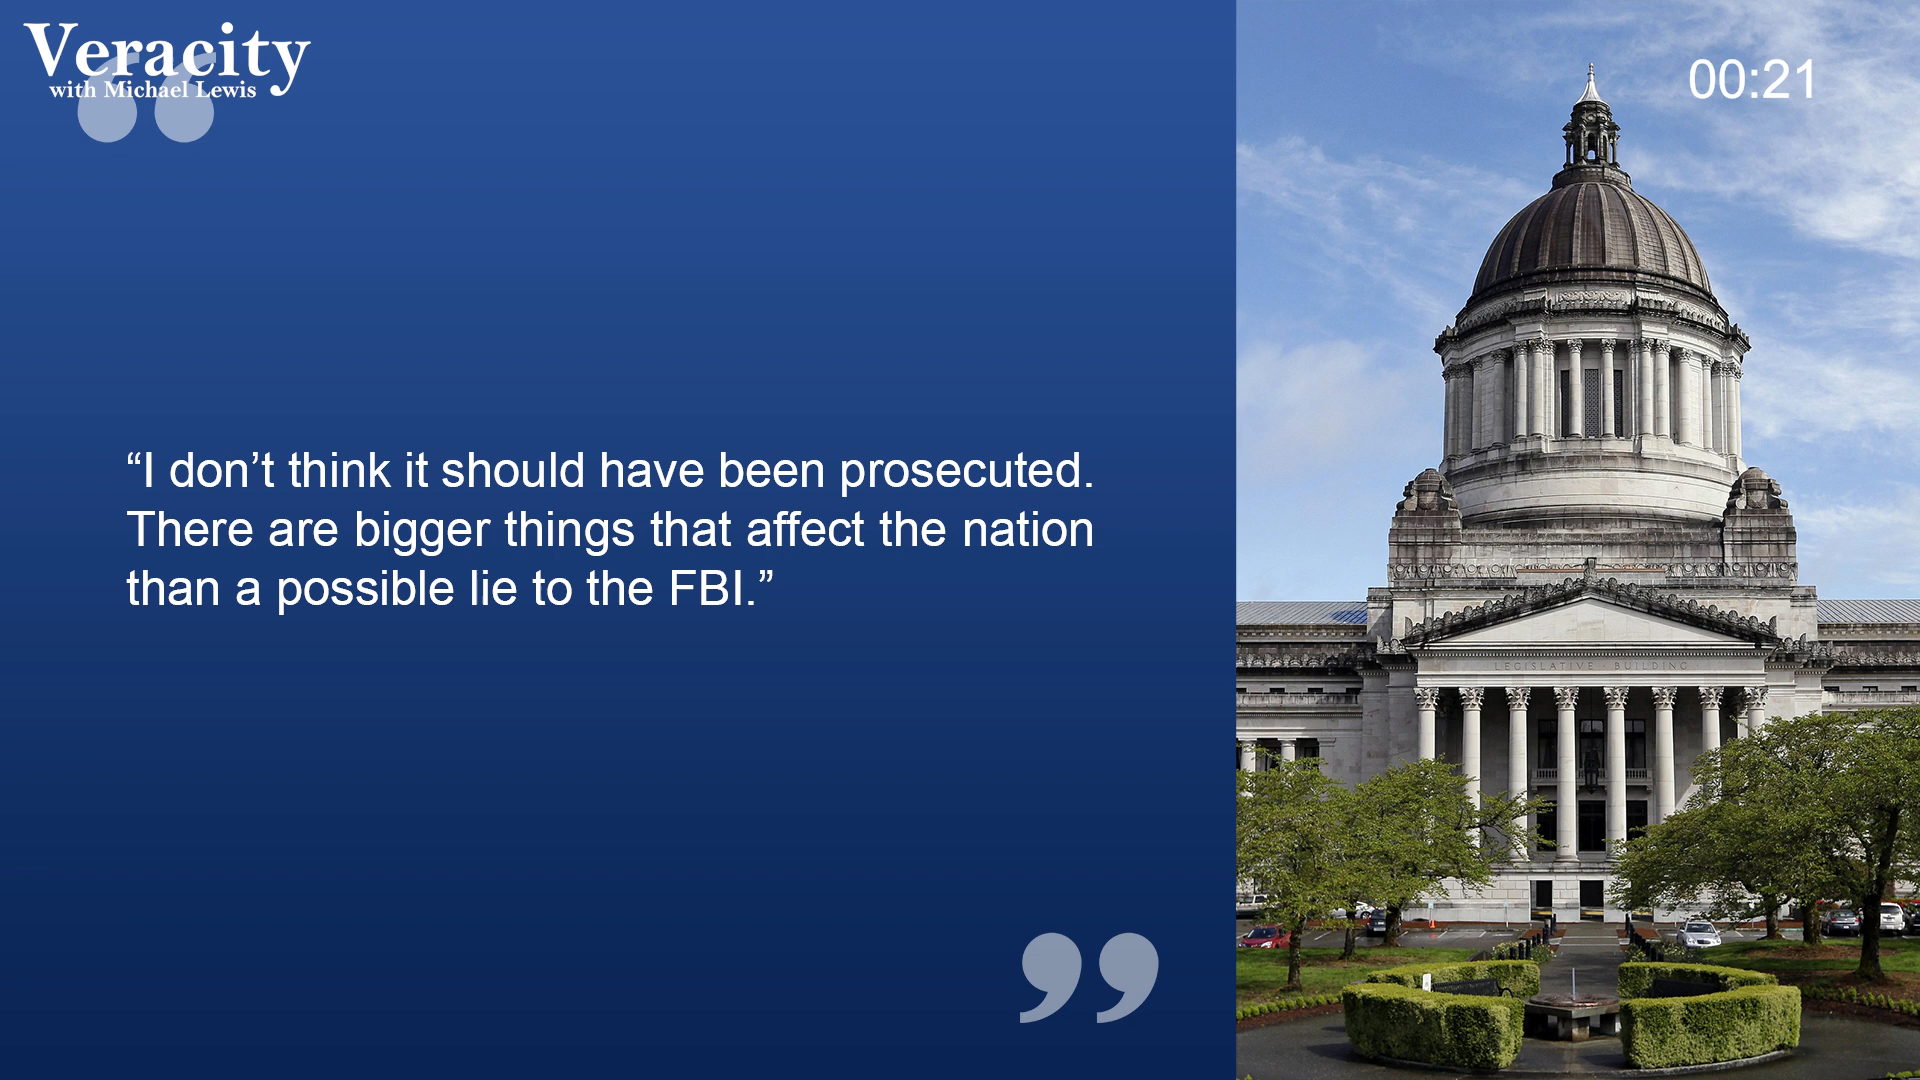 Veracity
with Michael Lewis
00:21
“I don’t think it should have been prosecuted.
There are bigger things that affect the nation
than a possible lie to the FBI.”
LEGISLATIVE BUILDING